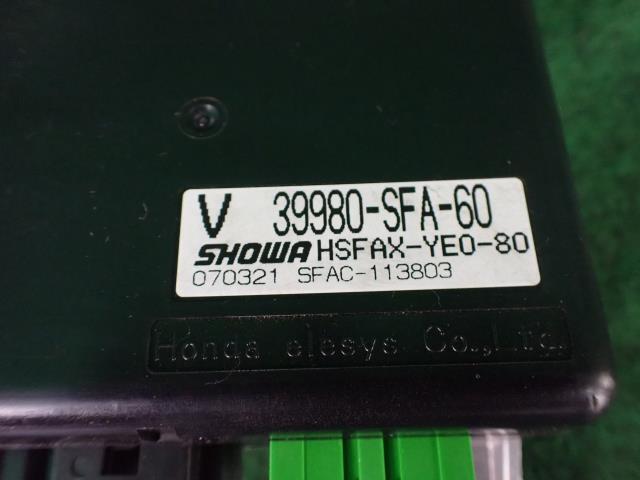 V 39980-SFA-60
SHOWA HSFAX-YE0-80
070321 SFAC-113803
Honda elesys Co.,Ltd.